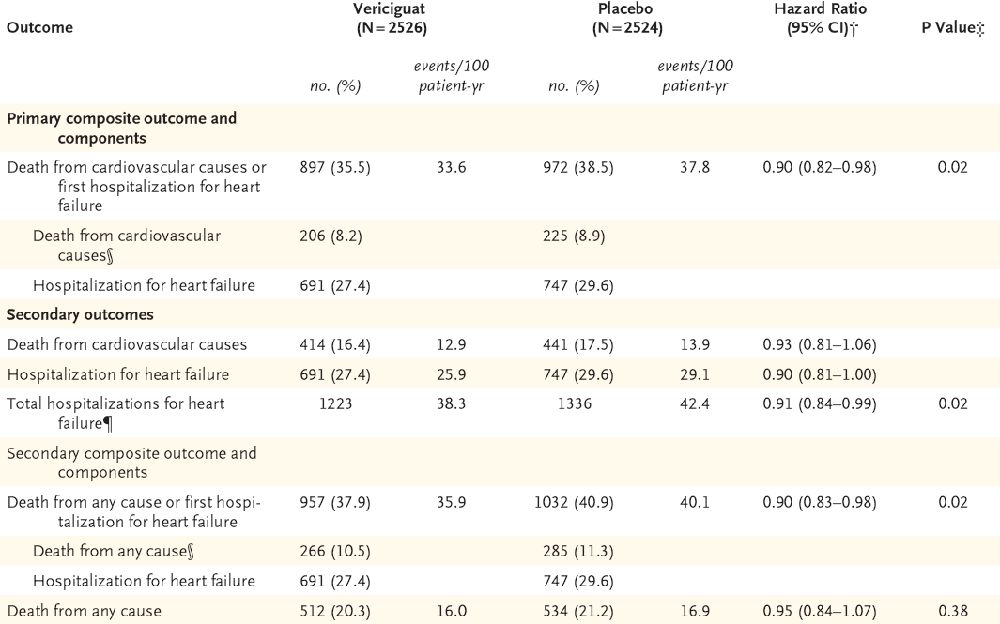 Outcome Vericiguat (N=2526) Placebo (N=2524) Hazard Ratio (95% CI)† P Value‡
no. (%) events/100 patient-yr no. (%) events/100 patient-yr
Primary composite outcome and
components
Death from cardiovascular causes or 897 (35.5) 33.6 972 (38.5) 37.8 0.90 (0.82–0.98) 0.02
first hospitalization for heart
failure
Death from cardiovascular 206 (8.2) 225 (8.9)
causes§
Hospitalization for heart failure 691 (27.4) 747 (29.6)
Secondary outcomes
Death from cardiovascular causes 414 (16.4) 12.9 441 (17.5) 13.9 0.93 (0.81–1.06)
Hospitalization for heart failure 691 (27.4) 25.9 747 (29.6) 29.1 0.90 (0.81–1.00)
Total hospitalizations for heart 1223 38.3 1336 42.4 0.91 (0.84–0.99) 0.02
failure¶
Secondary composite outcome and
components
Death from any cause or first hospi- 957 (37.9) 35.9 1032 (40.9) 40.1 0.90 (0.83–0.98) 0.02
talization for heart failure
Death from any cause§ 266 (10.5) 285 (11.3)
Hospitalization for heart failure 691 (27.4) 747 (29.6)
Death from any cause 512 (20.3) 16.0 534 (21.2) 16.9 0.95 (0.84–1.07) 0.38